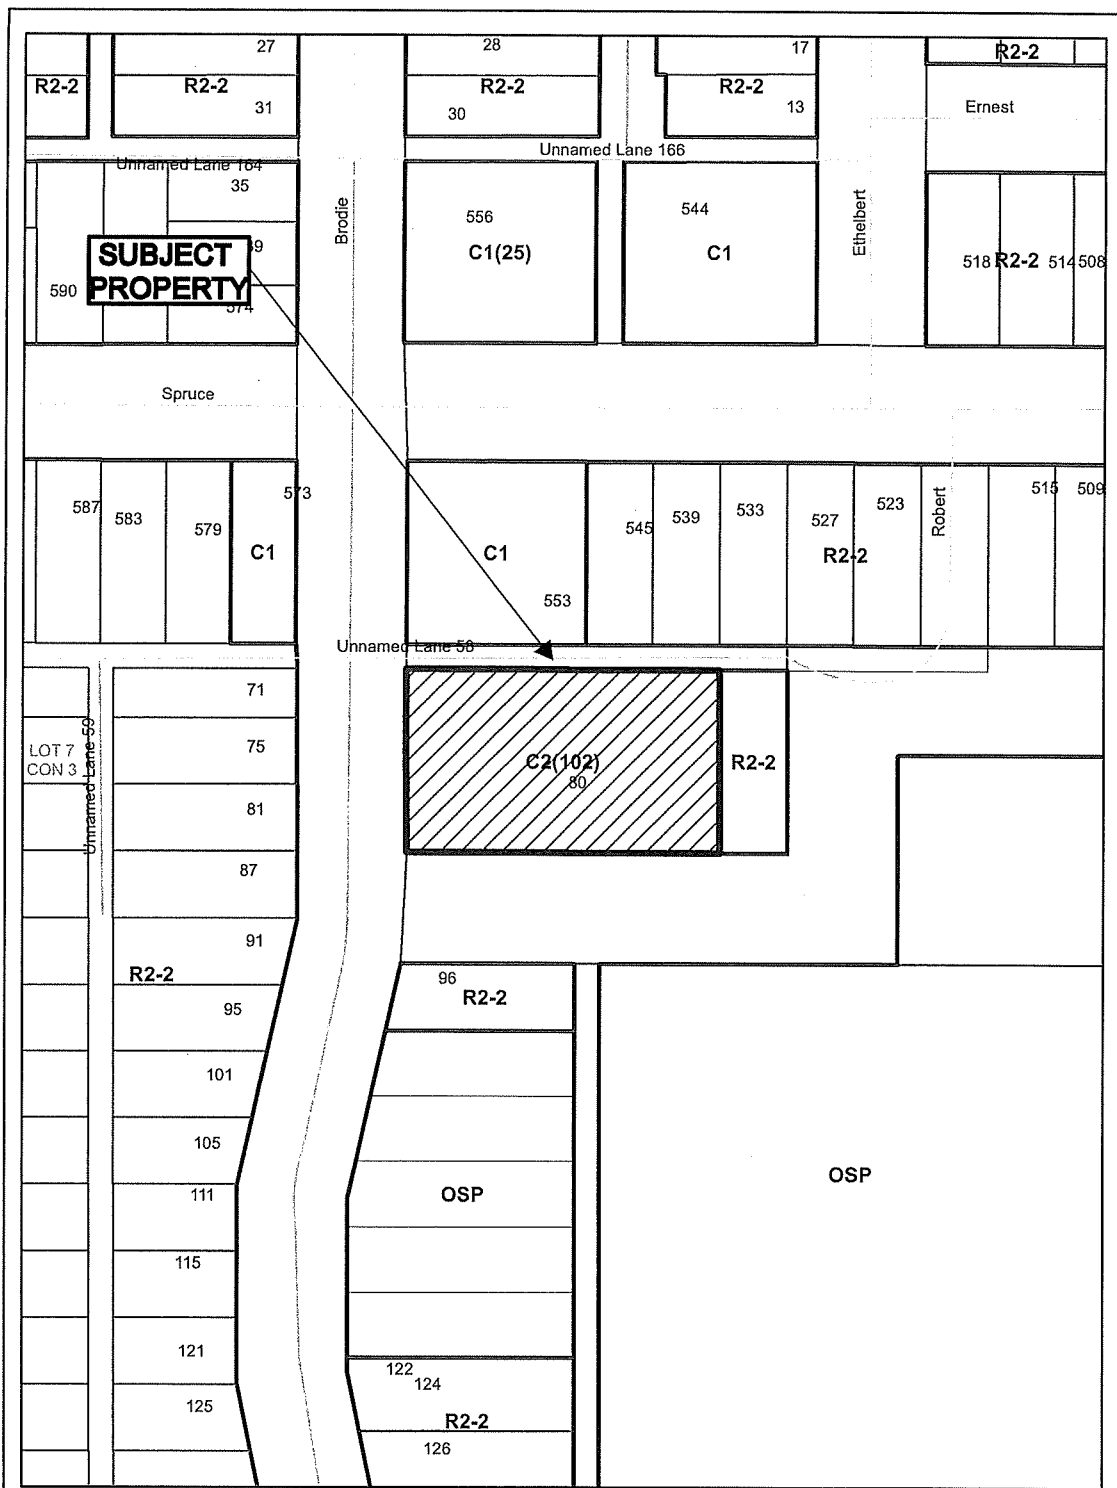 27
28
17
R2-2
R2-2
R2-2
R2-2
R2-2
31
30
13
Ernest
Unnamed Lane 164
Unnamed Lane 166
35
Brodie
556
544
Ethelbert
SUBJECT
PROPERTY
39
C1(25)
C1
590
518
R2-2
514
508
574
Spruce
587
583
579
573
C1
C1
553
545
539
533
527
523
R2-2
Robert
515
509
Unnamed Lane 58
71
LOT 7
CON 3
Unnamed Lane 59
75
C2(102)
80
R2-2
81
87
91
R2-2
96
R2-2
95
101
105
111
OSP
OSP
115
121
122
124
125
R2-2
126